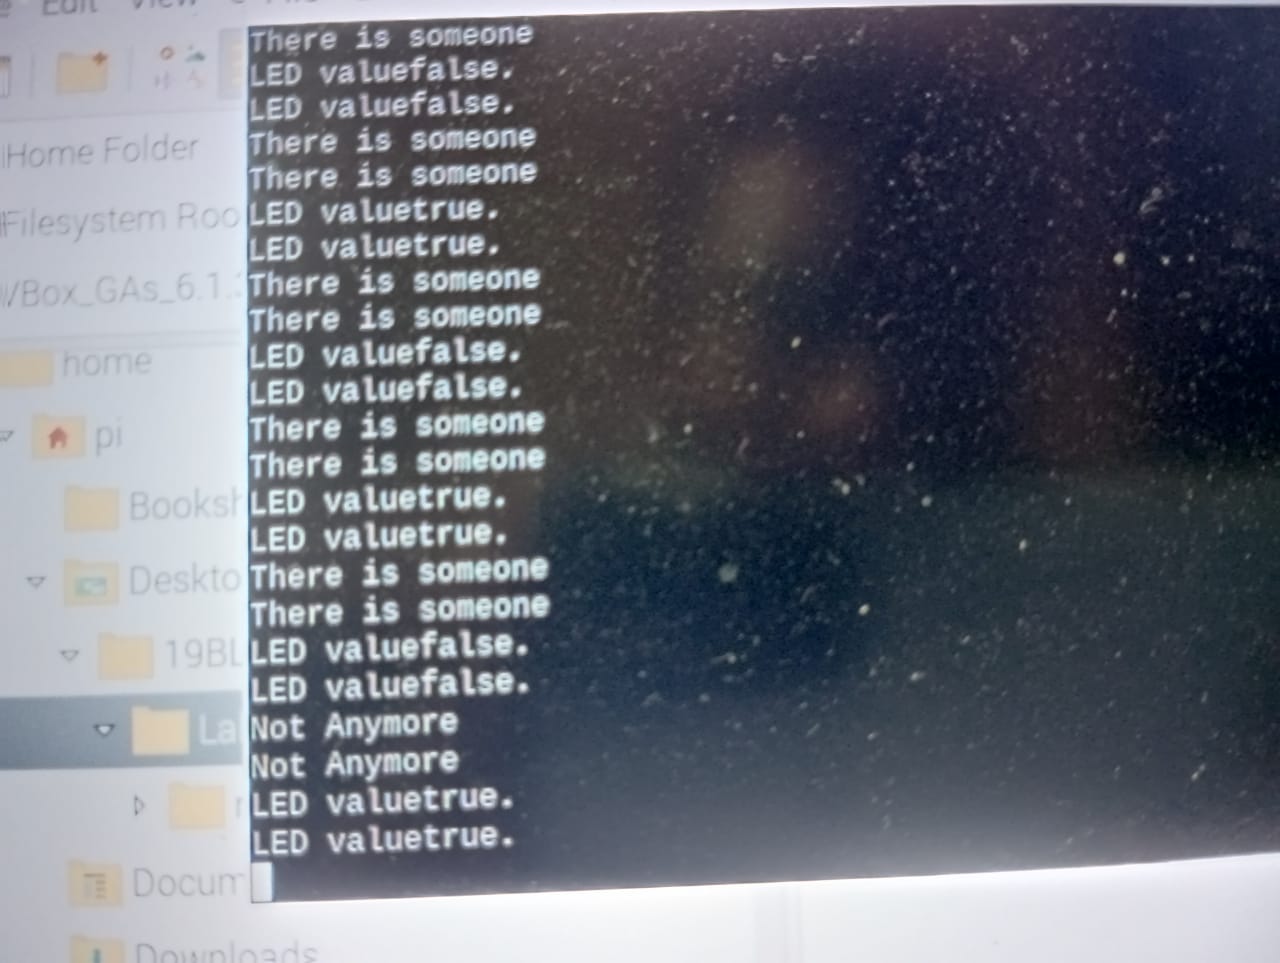 Edit View
Home Folder
Filesystem Roo
/Box_GAs_6.1.
home
pi
Booksh
Deskto
19BL
La
Docum
Downloads
There is someone
LED valuefalse.
LED valuefalse.
There is someone
There is someone
LED valuetrue.
LED valuetrue.
There is someone
There is someone
LED valuefalse.
LED valuefalse.
There is someone
There is someone
LED valuetrue.
LED valuetrue.
There is someone
There is someone
LED valuefalse.
LED valuefalse.
Not Anymore
Not Anymore
LED valuetrue.
LED valuetrue.